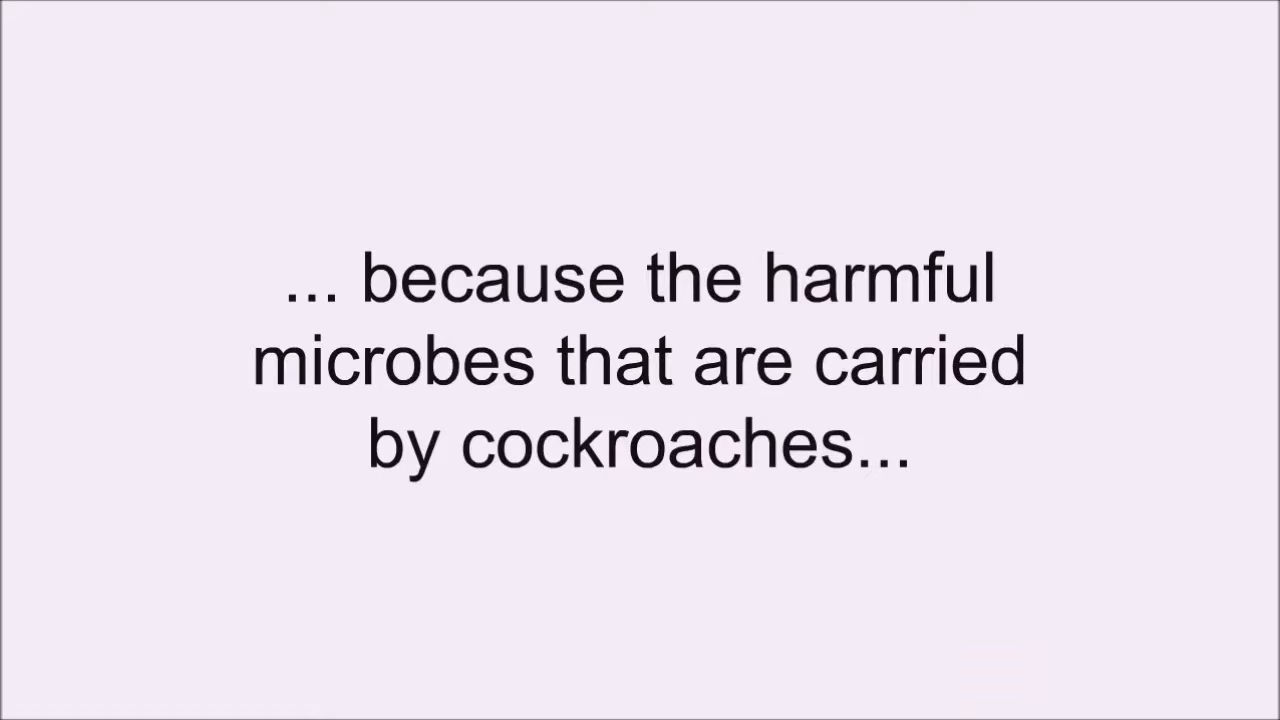 ... because the harmful
microbes that are carried
by cockroaches...